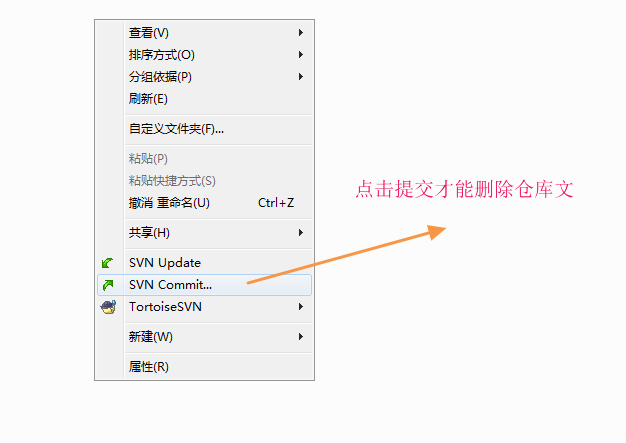 查看(V)
排序方式(O)
分组依据(P)
刷新(E)
自定义文件夹(F)...
粘贴(P)
粘贴快捷方式(S)
撤消 重命名(U) Ctrl+Z
共享(H)
SVN Update
SVN Commit...
TortoiseSVN
新建(W)
属性(R)
点击提交才能删除仓库文